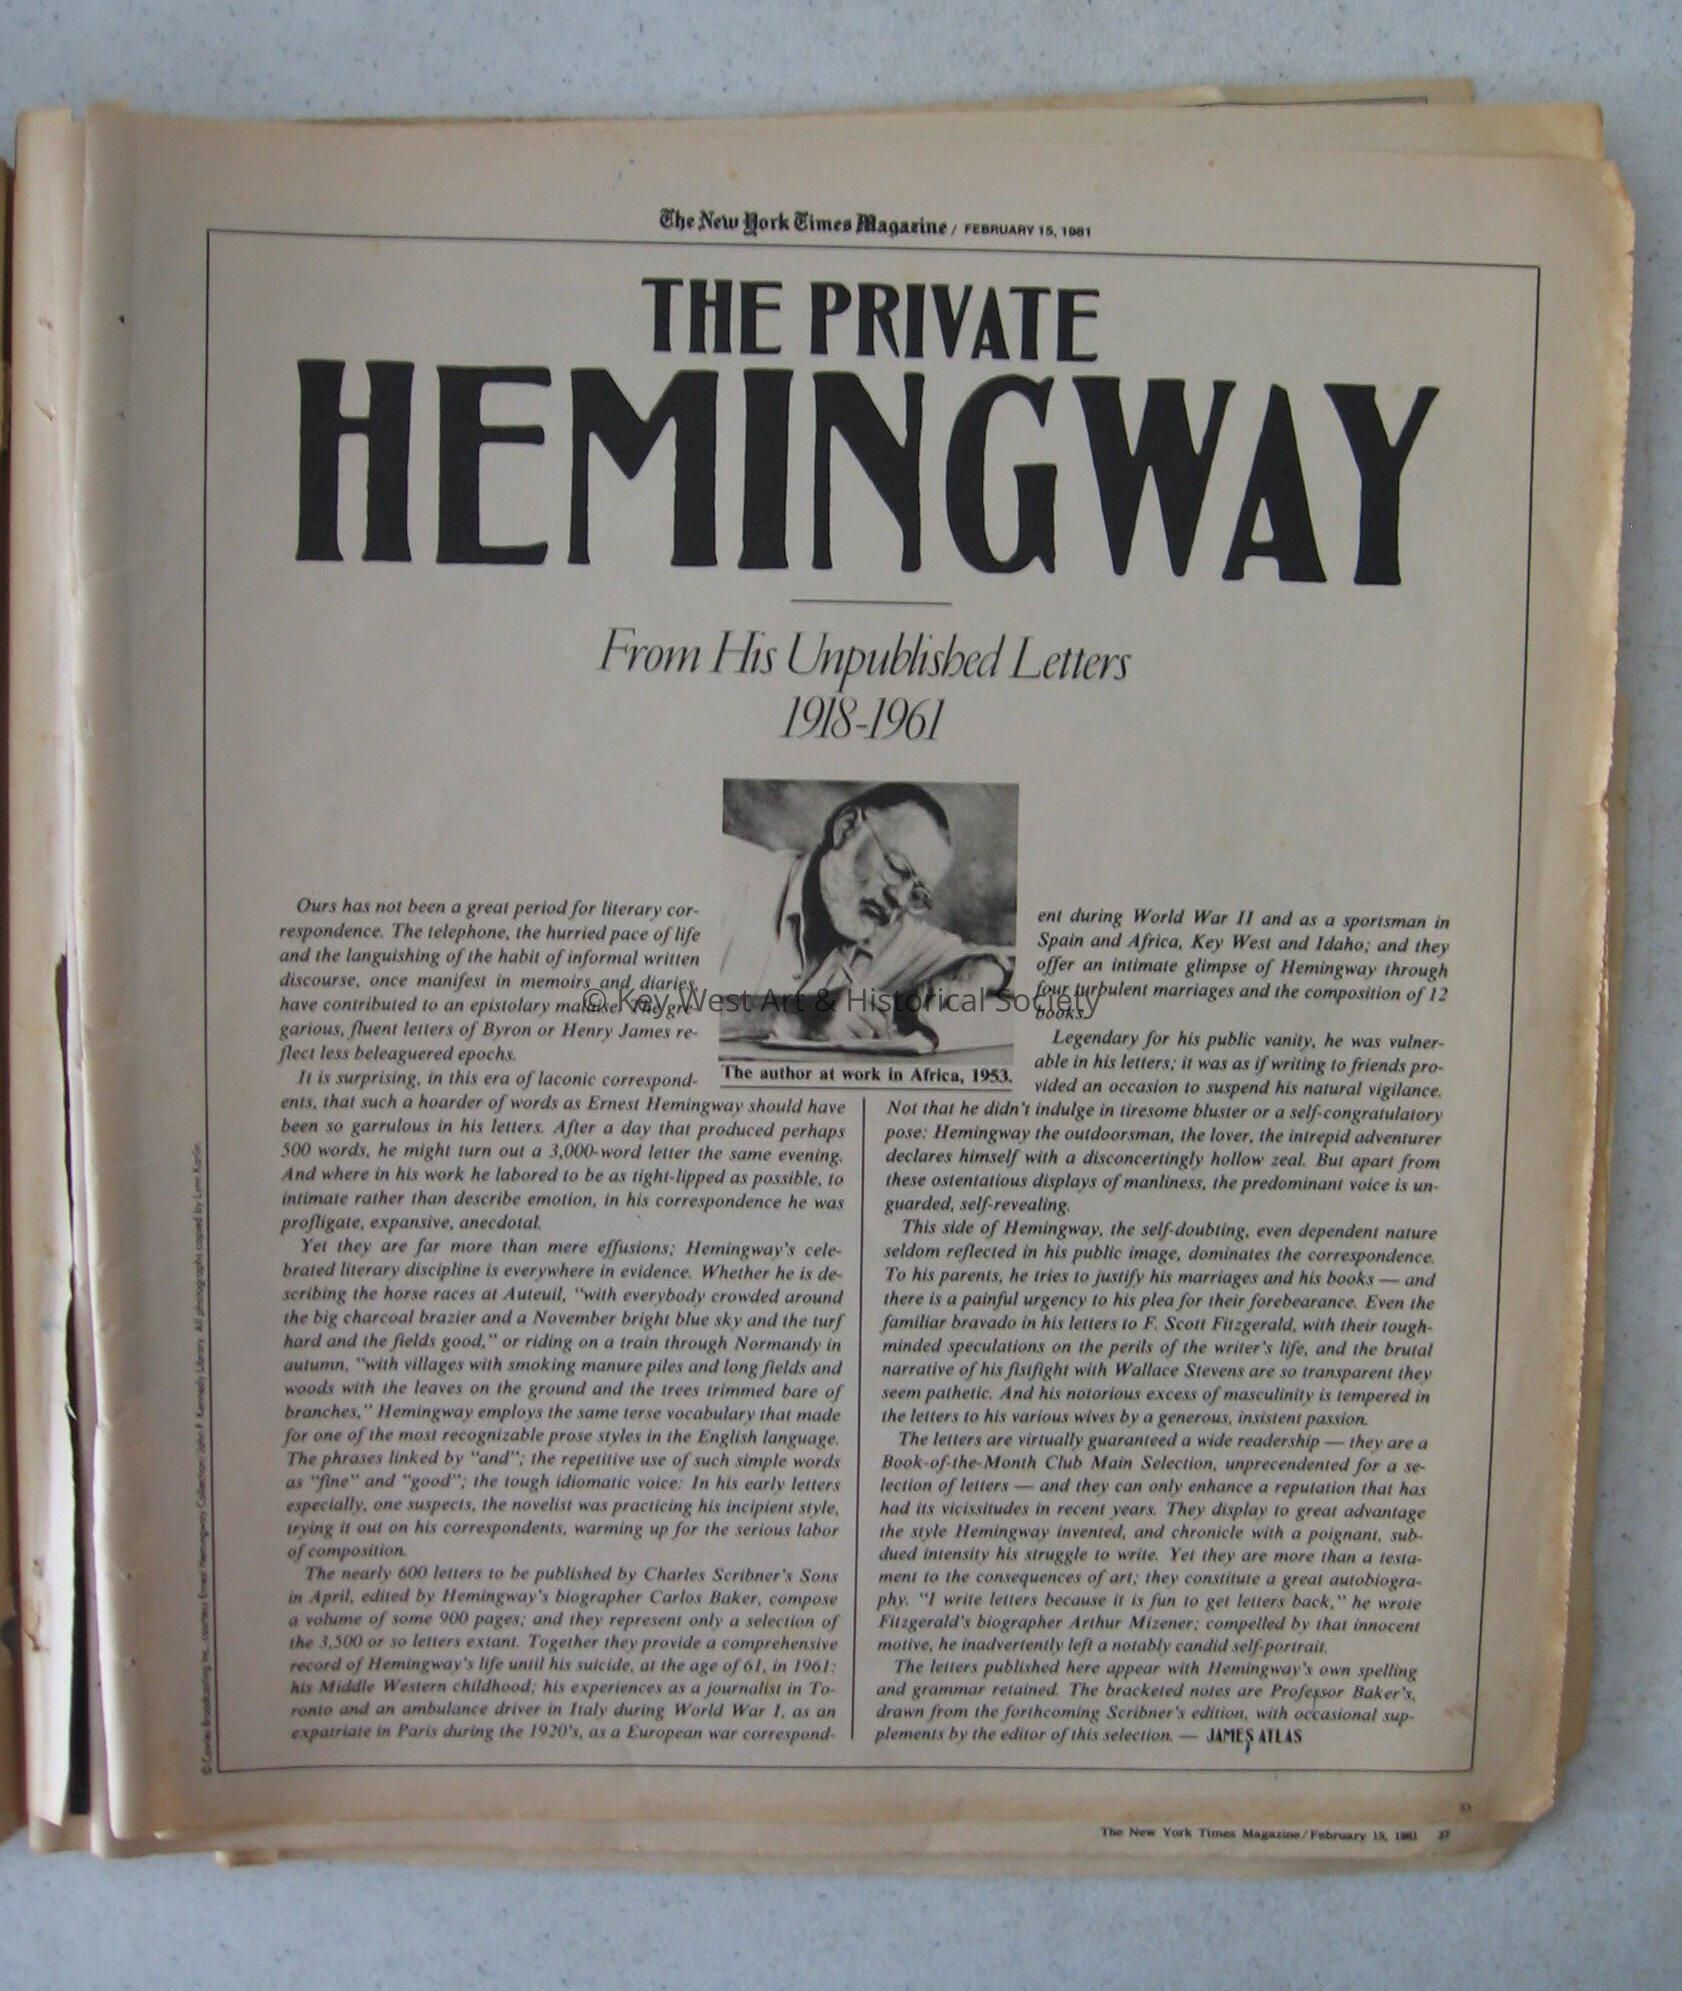 The New York Times Magazine / FEBRUARY 15, 1981
THE PRIVATE
HEMINGWAY
From His Unpublished Letters
1918-1961
Ours has not been a great period for literary cor-
respondence. The telephone, the hurried pace of life
and the languishing of the habit of informal written
discourse, once manifest in memoirs and diaries,
have contributed to an epistolary malaise. The gre-
garious, fluent letters of Byron or Henry James re-
flect less beleaguered epochs.
It is surprising, in this era of laconic correspond-
ents, that such a hoarder of words as Ernest Hemingway should have
been so garrulous in his letters. After a day that produced perhaps
500 words, he might turn out a 3,000-word letter the same evening.
And where in his work he labored to be as tight-lipped as possible, to
intimate rather than describe emotion, in his correspondence he was
profligate, expansive, anecdotal.
Yet they are far more than mere effusions; Hemingway's cele-
brated literary discipline is everywhere in evidence. Whether he is de-
scribing the horse races at Auteuil, "with everybody crowded around
the big charcoal brazier and a November bright blue sky and the turf
hard and the fields good," or riding on a train through Normandy in
autumn, "with villages with smoking manure piles and long fields and
woods with the leaves on the ground and the trees trimmed bare of
branches," Hemingway employs the same terse vocabulary that made
for one of the most recognizable prose styles in the English language.
The phrases linked by "and"; the repetitive use of such simple words
as "fine" and "good"; the tough idiomatic voice: In his early letters
especially, one suspects, the novelist was practicing his incipient style,
trying it out on his correspondents, warming up for the serious labor
of composition.
The nearly 600 letters to be published by Charles Scribner's Sons
in April, edited by Hemingway's biographer Carlos Baker, compose
a volume of some 900 pages; and they represent only a selection of
the 3,500 or so letters extant. Together they provide a comprehensive
record of Hemingway's life until his suicide, at the age of 61, in 1961:
his Middle Western childhood; his experiences as a journalist in To-
ronto and an ambulance driver in Italy during World War I, as an
expatriate in Paris during the 1920's, as a European war correspond-
The author at work in Africa, 1953.
ent during World War II and as a sportsman in
Spain and Africa, Key West and Idaho; and they
offer an intimate glimpse of Hemingway through
four turbulent marriages and the composition of 12
books.
Legendary for his public vanity, he was vulner-
able in his letters; it was as if writing to friends pro-
vided an occasion to suspend his natural vigilance.
Not that he didn't indulge in tiresome bluster or a self-congratulatory
pose: Hemingway the outdoorsman, the lover, the intrepid adventurer
declares himself with a disconcertingly hollow zeal. But apart from
these ostentatious displays of manliness, the predominant voice is un-
guarded, self-revealing.
This side of Hemingway, the self-doubting, even dependent nature
seldom reflected in his public image, dominates the correspondence.
To his parents, he tries to justify his marriages and his books — and
there is a painful urgency to his plea for their forebearance. Even the
familiar bravado in his letters to F. Scott Fitzgerald, with their tough-
minded speculations on the perils of the writer's life, and the brutal
narrative of his fistfight with Wallace Stevens are so transparent they
seem pathetic. And his notorious excess of masculinity is tempered in
the letters to his various wives by a generous, insistent passion.
The letters are virtually guaranteed a wide readership — they are a
Book-of-the-Month Club Main Selection, unprecendented for a se-
lection of letters — and they can only enhance a reputation that has
had its vicissitudes in recent years. They display to great advantage
the style Hemingway invented, and chronicle with a poignant, sub-
dued intensity his struggle to write. Yet they are more than a testa-
ment to the consequences of art; they constitute a great autobiogra-
phy. "I write letters because it is fun to get letters back," he wrote
Fitzgerald's biographer Arthur Mizener; compelled by that innocent
motive, he inadvertently left a notably candid self-portrait.
The letters published here appear with Hemingway's own spelling
and grammar retained. The bracketed notes are Professor Baker's,
drawn from the forthcoming Scribner's edition, with occasional sup-
plements by the editor of this selection. — JAMES ATLAS
© Key West Art & Historical Society
Ernest Hemingway Collection: John F. Kennedy Library. All photographs copied by
The New York Times Magazine/February 15, 1981 37